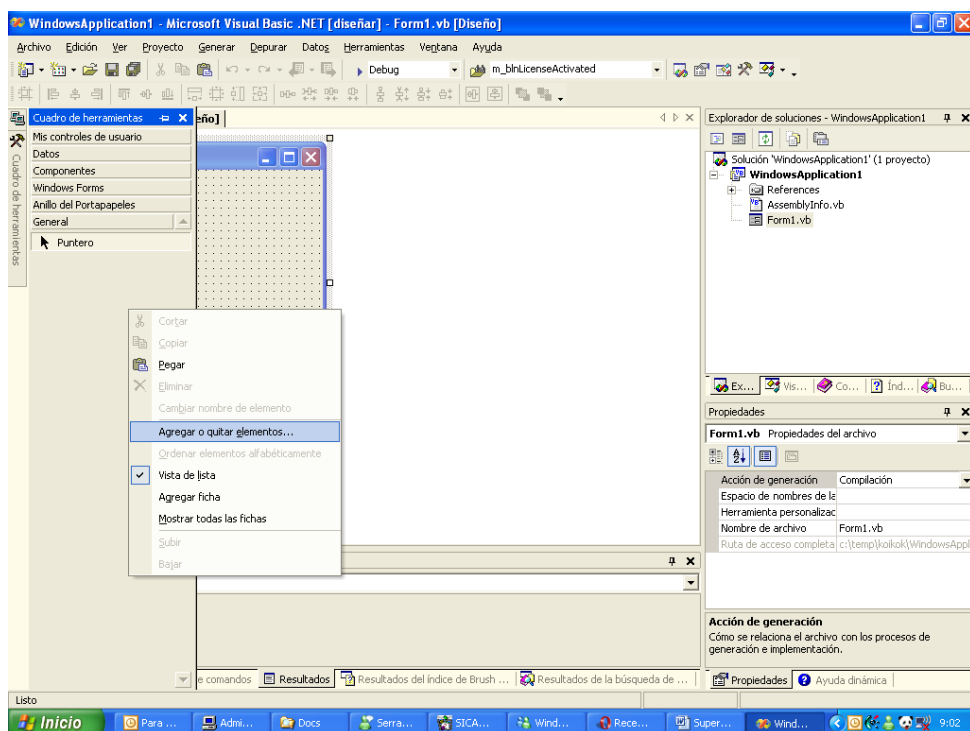 WindowsApplication1 - Microsoft Visual Basic .NET [diseñar] - Form1.vb [Diseño]
Archivo Edición Ver Proyecto Generar Depurar Datos Herramientas Ventana Ayuda
Debug m_blnLicenseActivated
Cuadro de herramientas
Cuadro de herramientas
Mis controles de usuario
Datos
Componentes
Windows Forms
Anillo del Portapapeles
General
Puntero
eño]
Cortar
Copiar
Pegar
Eliminar
Cambiar nombre de elemento
Agregar o quitar elementos...
Ordenar elementos alfabéticamente
Vista de lista
Agregar ficha
Mostrar todas las fichas
Subir
Bajar
e comandos Resultados Resultados del índice de Brush ... Resultados de la búsqueda de ...
Explorador de soluciones - WindowsApplication1
Solución 'WindowsApplication1' (1 proyecto)
WindowsApplication1
References
AssemblyInfo.vb
Form1.vb
Ex... Vis... Co... Índ... Bu...
Propiedades
Form1.vb Propiedades del archivo
Acción de generación Compilación
Espacio de nombres de la
Herramienta personalizac
Nombre de archivo Form1.vb
Ruta de acceso completa c:\temp\koikok\WindowsAppl
Acción de generación
Cómo se relaciona el archivo con los procesos de
generación e implementación.
Propiedades Ayuda dinámica
Listo
Inicio Para ... Admi... Docs Serra... SICA... Wind... Rece... Super... Wind... 9:02